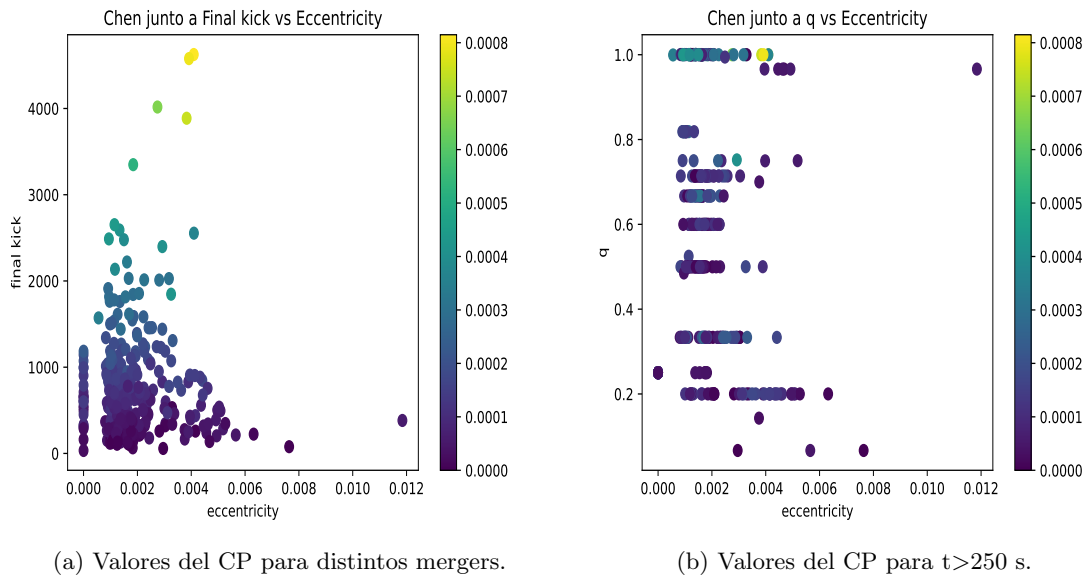 Chen junto a Final kick vs Eccentricity
final kick
4000
3000
2000
1000
0
0.000 0.002 0.004 0.006 0.008 0.010 0.012
eccentricity
0.0008
0.0007
0.0006
0.0005
0.0004
0.0003
0.0002
0.0001
0.0000
(a) Valores del CP para distintos mergers.
Chen junto a q vs Eccentricity
q
1.0
0.8
0.6
0.4
0.2
0.000 0.002 0.004 0.006 0.008 0.010 0.012
eccentricity
0.0008
0.0007
0.0006
0.0005
0.0004
0.0003
0.0002
0.0001
0.0000
(b) Valores del CP para t>250 s.